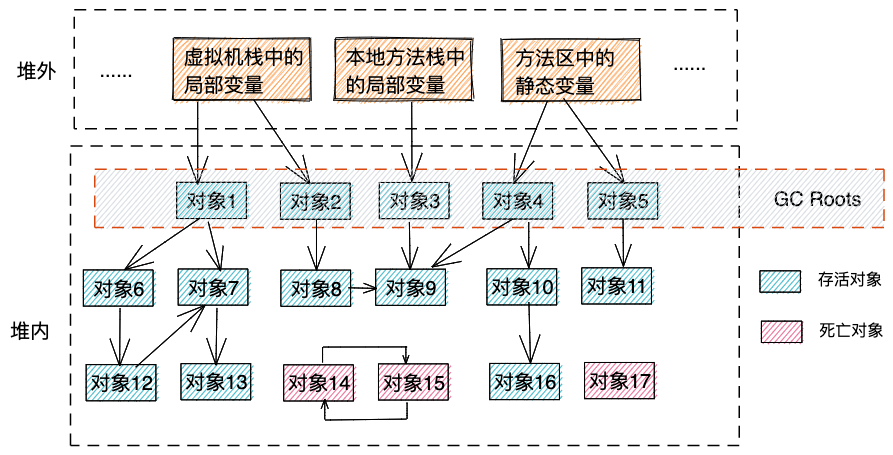 堆外
......
虚拟机栈中的
局部变量
本地方法栈中
的局部变量
方法区中的
静态变量
......
对象1
对象2
对象3
对象4
对象5
GC Roots
对象6
对象7
对象8
对象9
对象10
对象11
存活对象
堆内
死亡对象
对象12
对象13
对象14
对象15
对象16
对象17